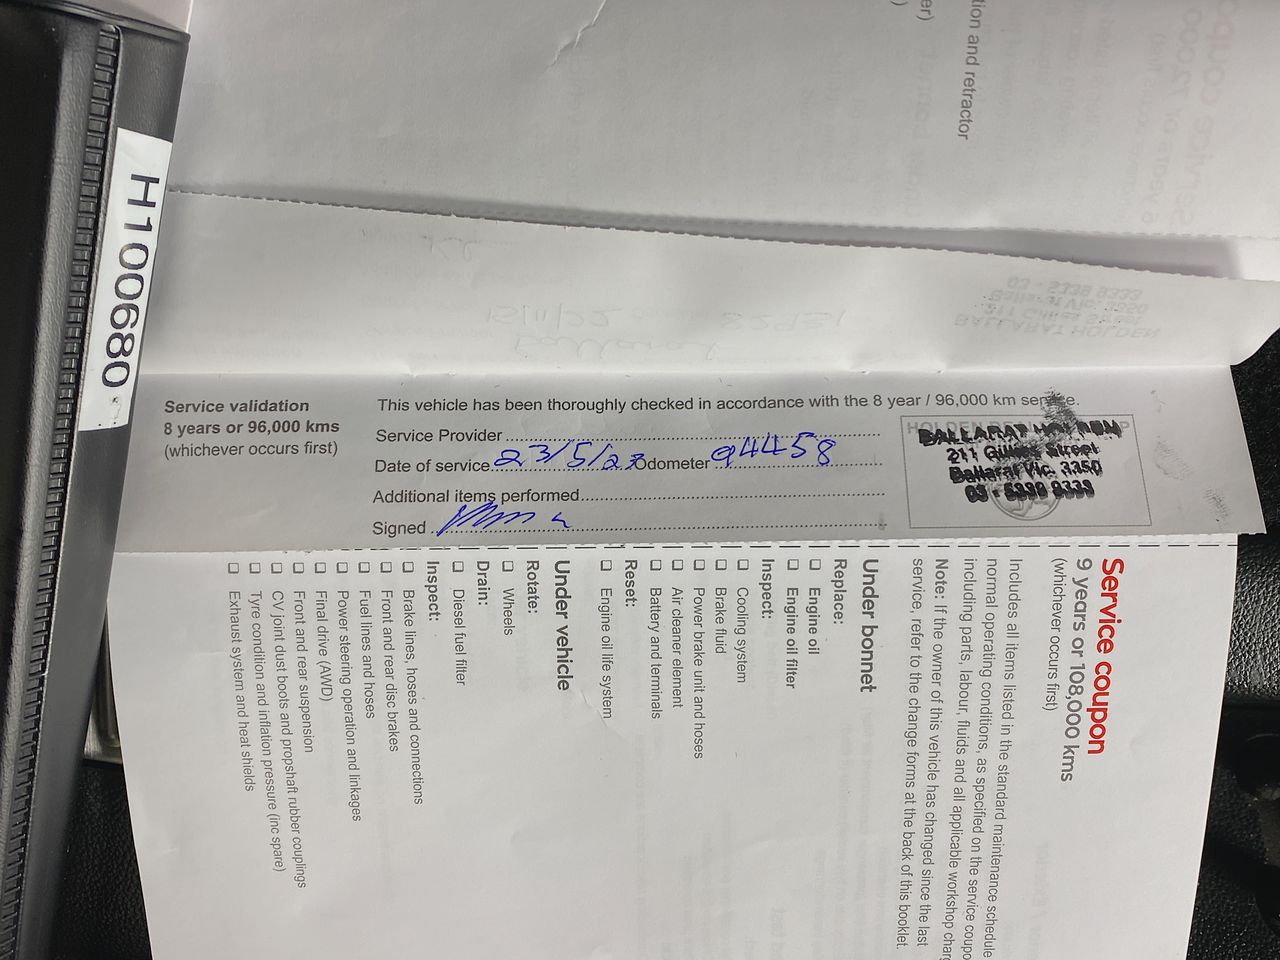 tion and retractor
er)
)
H100680
Service validation
8 years or 96,000 kms
(whichever occurs first)
This vehicle has been thoroughly checked in accordance with the 8 year / 96,000 km service.
Service Provider
Date of service 23/5/23 Odometer 94458
Additional items performed
Signed
BALLARAT HOLDEN
211 Gillies Street
Ballarat Vic. 3350
03 - 5338 9333
Service coupon
9 years or 108,000 kms
(whichever occurs first)
Includes all items listed in the standard maintenance schedule
normal operating conditions, as specified on the service coupo
including parts, labour, fluids and all applicable workshop char
Note: If the owner of this vehicle has changed since the last
service, refer to the change forms at the back of this booklet.
Under bonnet
Replace:
❑ Engine oil
❑ Engine oil filter
Inspect:
❑ Cooling system
❑ Brake fluid
❑ Power brake unit and hoses
❑ Air cleaner element
❑ Battery and terminals
Reset:
❑ Engine oil life system
Under vehicle
Rotate:
❑ Wheels
Drain:
❑ Diesel fuel filter
Inspect:
❑ Brake lines, hoses and connections
❑ Front and rear disc brakes
❑ Fuel lines and hoses
❑ Power steering operation and linkages
❑ Final drive (AWD)
❑ Front and rear suspension
❑ CV joint dust boots and propshaft rubber couplings
❑ Tyre condition and inflation pressure (inc spare)
❑ Exhaust system and heat shields